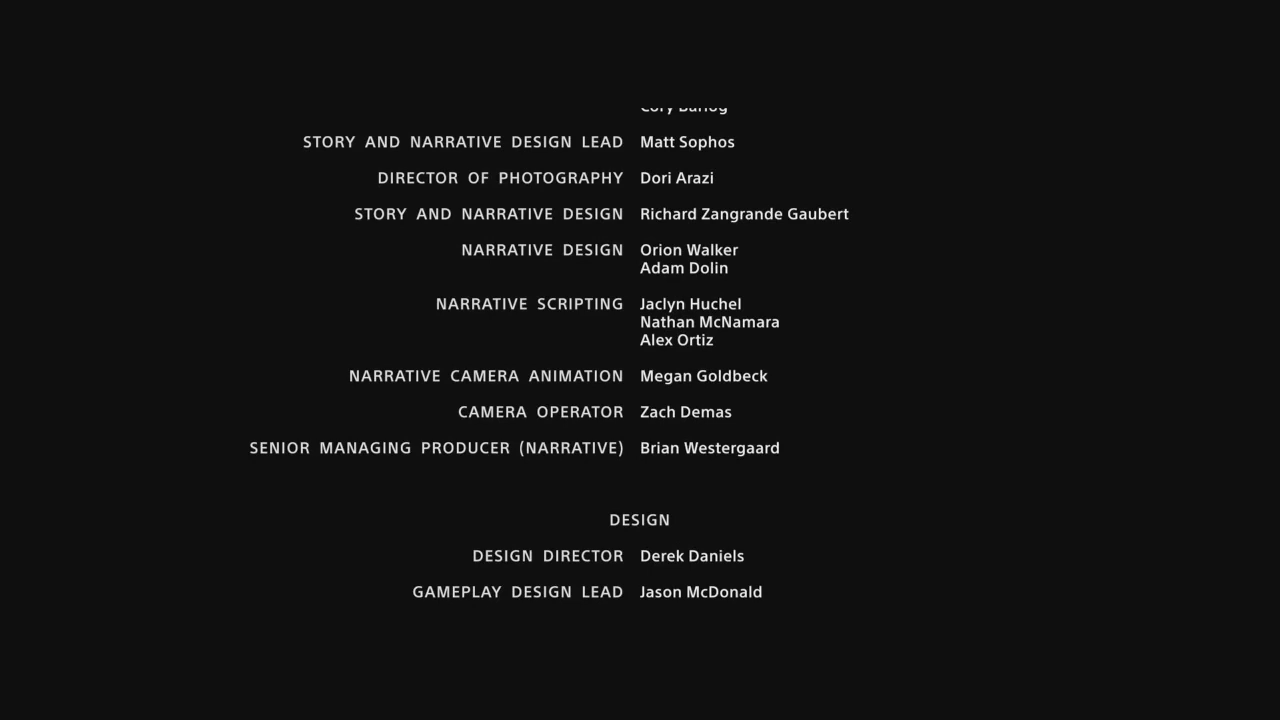 Cory Barlog
STORY AND NARRATIVE DESIGN LEAD Matt Sophos
DIRECTOR OF PHOTOGRAPHY Dori Arazi
STORY AND NARRATIVE DESIGN Richard Zangrande Gaubert
NARRATIVE DESIGN Orion Walker
Adam Dolin
NARRATIVE SCRIPTING Jaclyn Huchel
Nathan McNamara
Alex Ortiz
NARRATIVE CAMERA ANIMATION Megan Goldbeck
CAMERA OPERATOR Zach Demas
SENIOR MANAGING PRODUCER (NARRATIVE) Brian Westergaard
DESIGN
DESIGN DIRECTOR Derek Daniels
GAMEPLAY DESIGN LEAD Jason McDonald